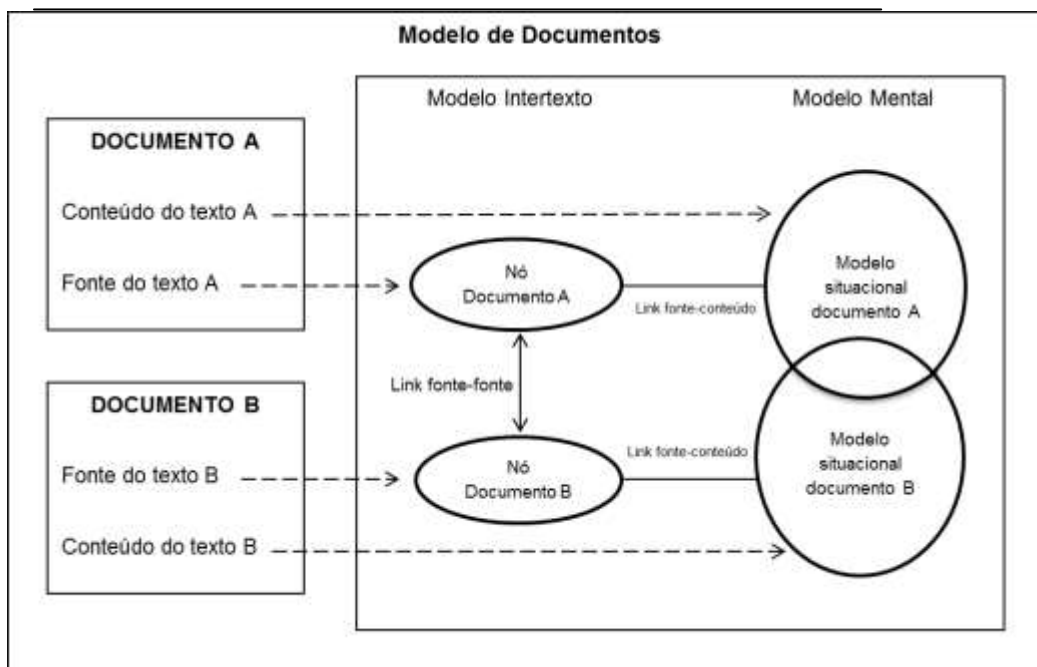 Modelo de Documentos
Modelo Intertexto
Modelo Mental
DOCUMENTO A
Conteúdo do texto A
Fonte do texto A
Nó
Documento A
Link fonte-conteúdo
Modelo
situacional
documento A
Link fonte-fonte
DOCUMENTO B
Fonte do texto B
Conteúdo do texto B
Nó
Documento B
Link fonte-conteúdo
Modelo
situacional
documento B